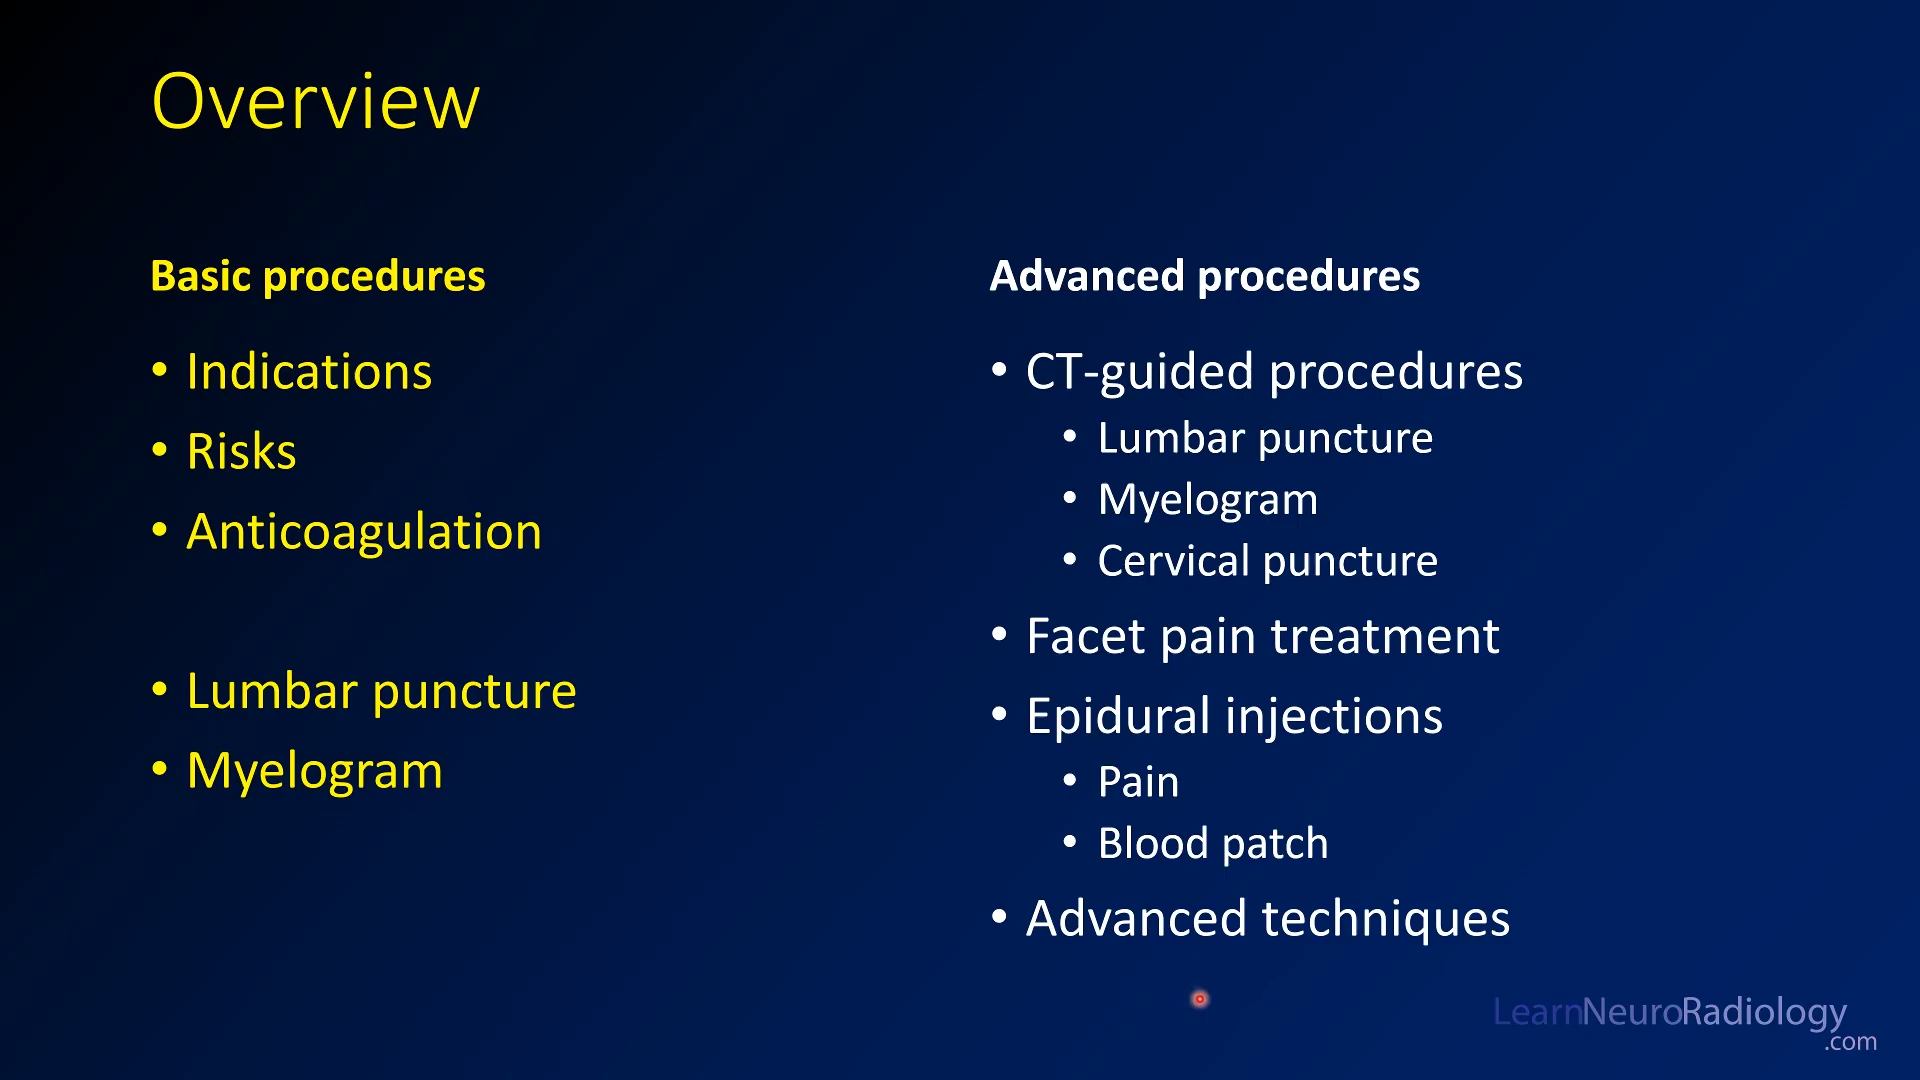 Overview
Basic procedures
• Indications
• Risks
• Anticoagulation
• Lumbar puncture
• Myelogram
Advanced procedures
• CT-guided procedures
• Lumbar puncture
• Myelogram
• Cervical puncture
• Facet pain treatment
• Epidural injections
• Pain
• Blood patch
• Advanced techniques
LearnNeuroRadiology
.com